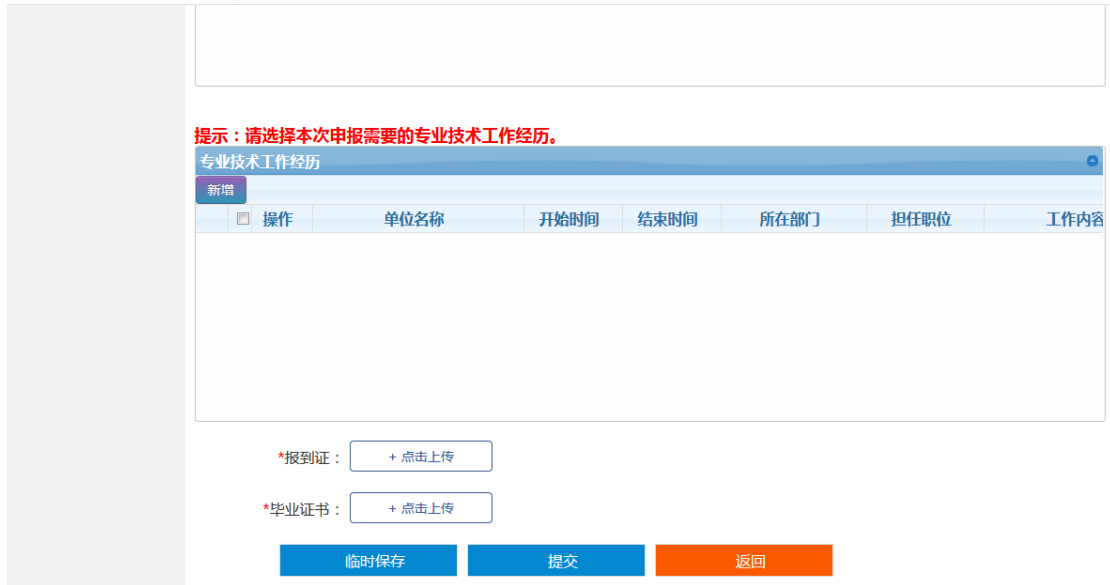 提示：请选择本次申报需要的专业技术工作经历。
专业技术工作经历
新增
操作 单位名称 开始时间 结束时间 所在部门 担任职位 工作内容
*报到证： + 点击上传
*毕业证书： + 点击上传
临时保存 提交 返回